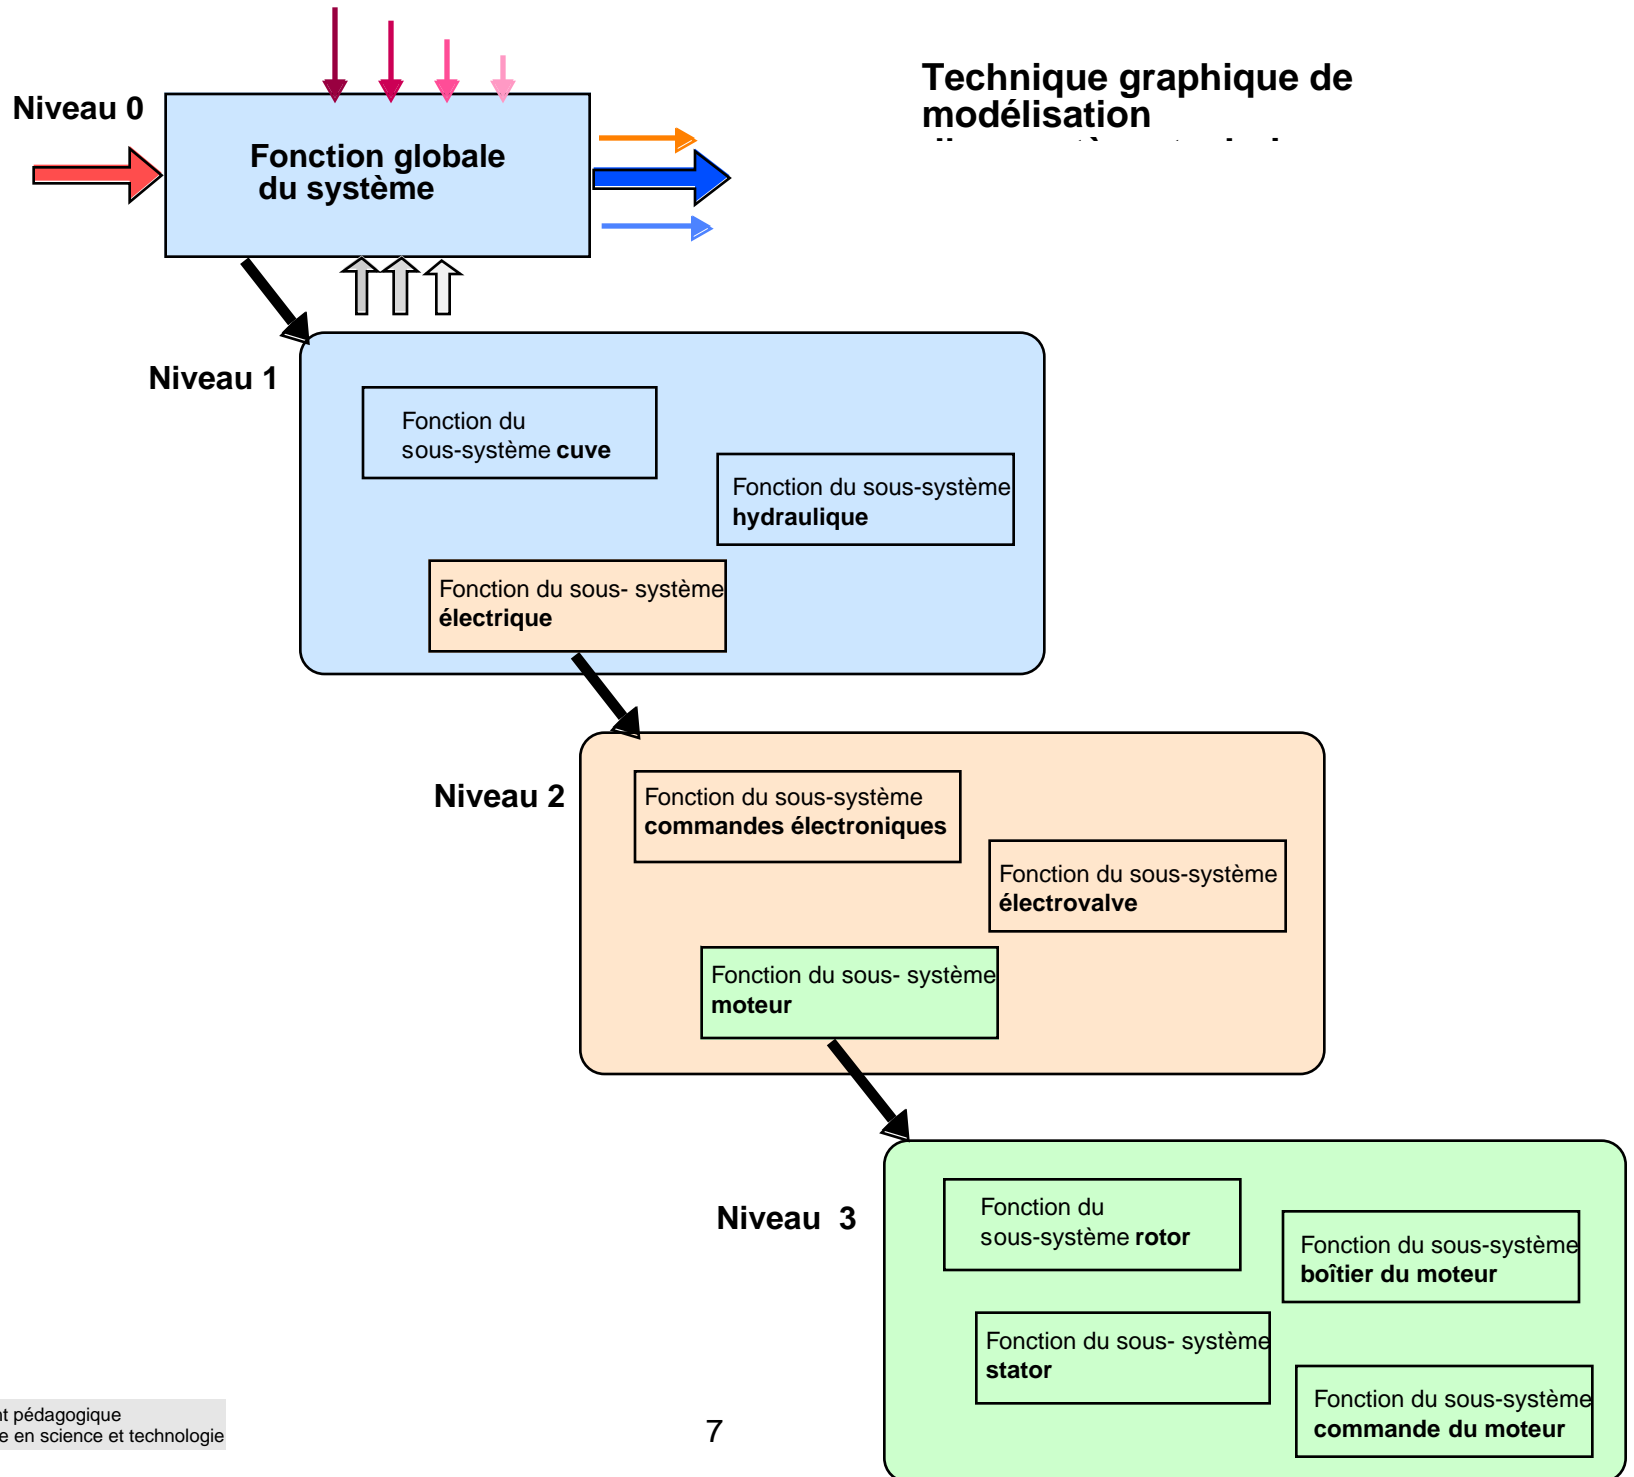 Technique graphique de
modélisation
Niveau 0
Fonction globale
du système
Niveau 1
Fonction du
sous-système cuve
Fonction du sous-système
hydraulique
Fonction du sous- système
électrique
Niveau 2
Fonction du sous-système
commandes électroniques
Fonction du sous-système
électrovalve
Fonction du sous- système
moteur
Niveau 3
Fonction du
sous-système rotor
Fonction du sous-système
boîtier du moteur
Fonction du sous- système
stator
Fonction du sous-système
commande du moteur
pédagogique
en science et technologie
7